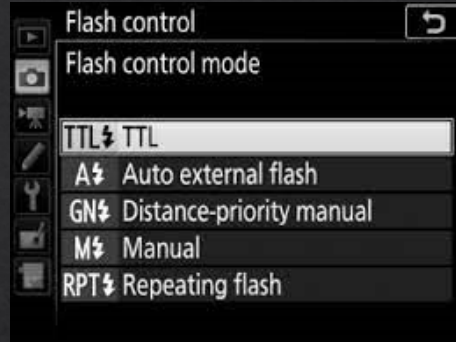 Flash control
Flash control mode
TTL⚡ TTL
A⚡ Auto external flash
GN⚡ Distance-priority manual
M⚡ Manual
RPT⚡ Repeating flash